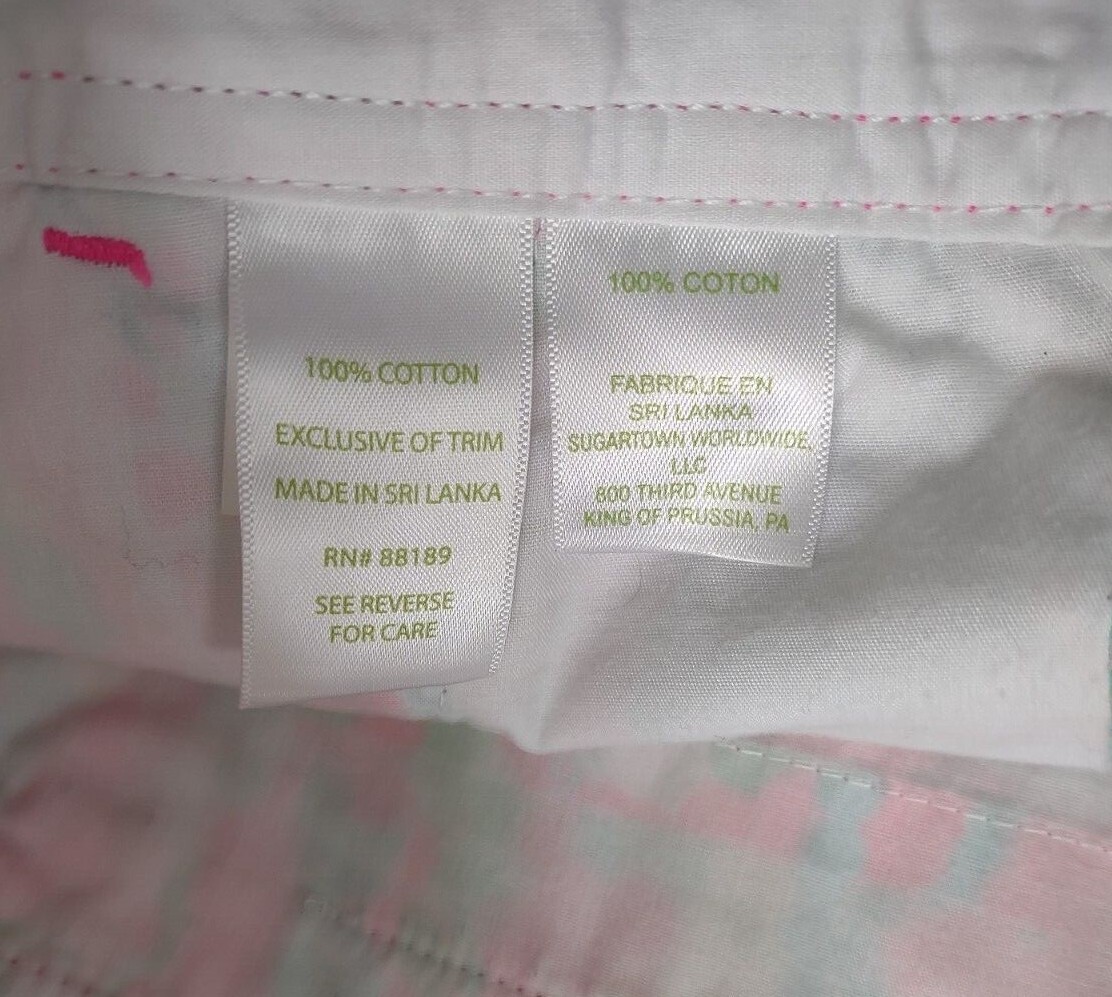 100% COTTON
EXCLUSIVE OF TRIM
MADE IN SRI LANKA
RN# 88189
SEE REVERSE
FOR CARE
100% COTON
FABRIQUE EN
SRI LANKA
SUGARTOWN WORLDWIDE,
LLC
800 THIRD AVENUE
KING OF PRUSSIA, PA